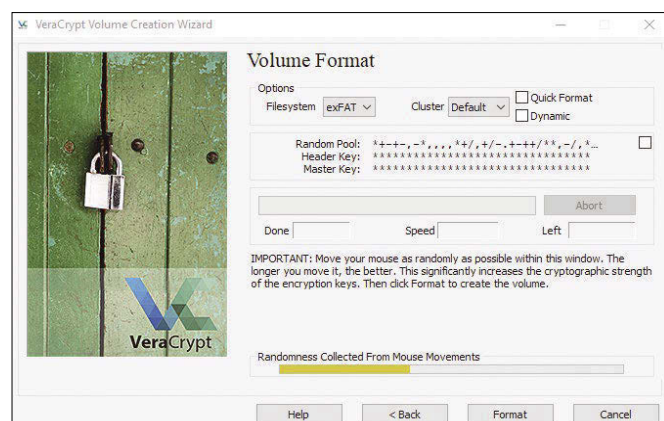 VeraCrypt Volume Creation Wizard
Volume Format
Options
Filesystem exFAT Cluster Default Quick Format
Dynamic
Random Pool: *+-+-,-*,,,,*+/,+/-.+-++/**,-/,*...
Header Key: ********************************
Master Key: ********************************
Abort
Done Speed Left
IMPORTANT: Move your mouse as randomly as possible within this window. The
longer you move it, the better. This significantly increases the cryptographic strength
of the encryption keys. Then click Format to create the volume.
VeraCrypt
Randomness Collected From Mouse Movements
Help < Back Format Cancel